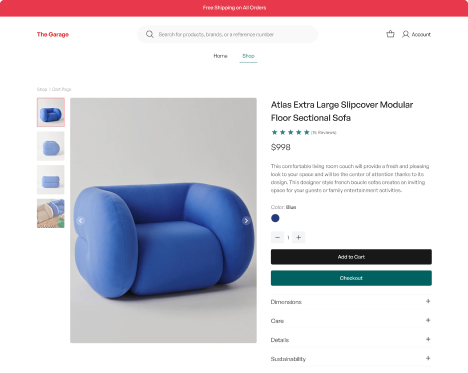 Free Shipping on All Orders
The Garage
Search for products, brands, or a reference number
Account
Home
Shop
Shop / Cart Page
Atlas Extra Large Slipcover Modular
Floor Sectional Sofa
(15 Reviews)
$998
This comfortable living room couch will provide a fresh and pleasing
look to your space and will be the center of attention thanks to its
design. This designer style french boucle sofas creates an inviting
space for your guests or family entertainment activities.
Color: Blue
1
Add to Cart
Checkout
Dimensions
Care
Details
Sustainability